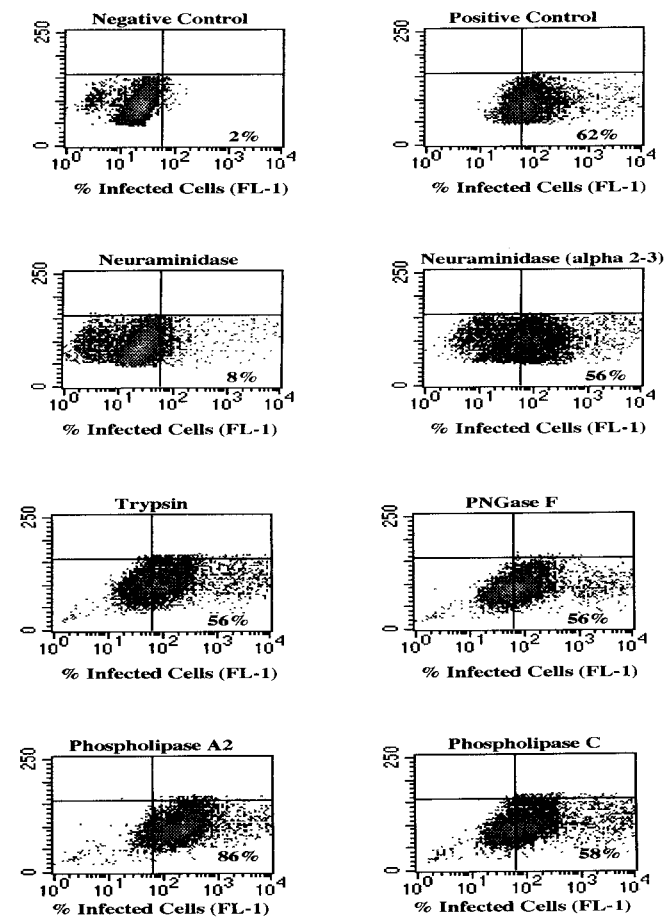 Negative Control
250
0
2%
10^0 10^1 10^2 10^3 10^4
% Infected Cells (FL-1)
Positive Control
250
0
62%
10^0 10^1 10^2 10^3 10^4
% Infected Cells (FL-1)
Neuraminidase
250
0
8%
10^0 10^1 10^2 10^3 10^4
% Infected Cells (FL-1)
Neuraminidase (alpha 2-3)
250
0
56%
10^0 10^1 10^2 10^3 10^4
% Infected Cells (FL-1)
Trypsin
250
0
56%
10^0 10^1 10^2 10^3 10^4
% Infected Cells (FL-1)
PNGase F
250
0
56%
10^0 10^1 10^2 10^3 10^4
% Infected Cells (FL-1)
Phospholipase A2
250
0
86%
10^0 10^1 10^2 10^3 10^4
% Infected Cells (FL-1)
Phospholipase C
250
0
58%
10^0 10^1 10^2 10^3 10^4
% Infected Cells (FL-1)